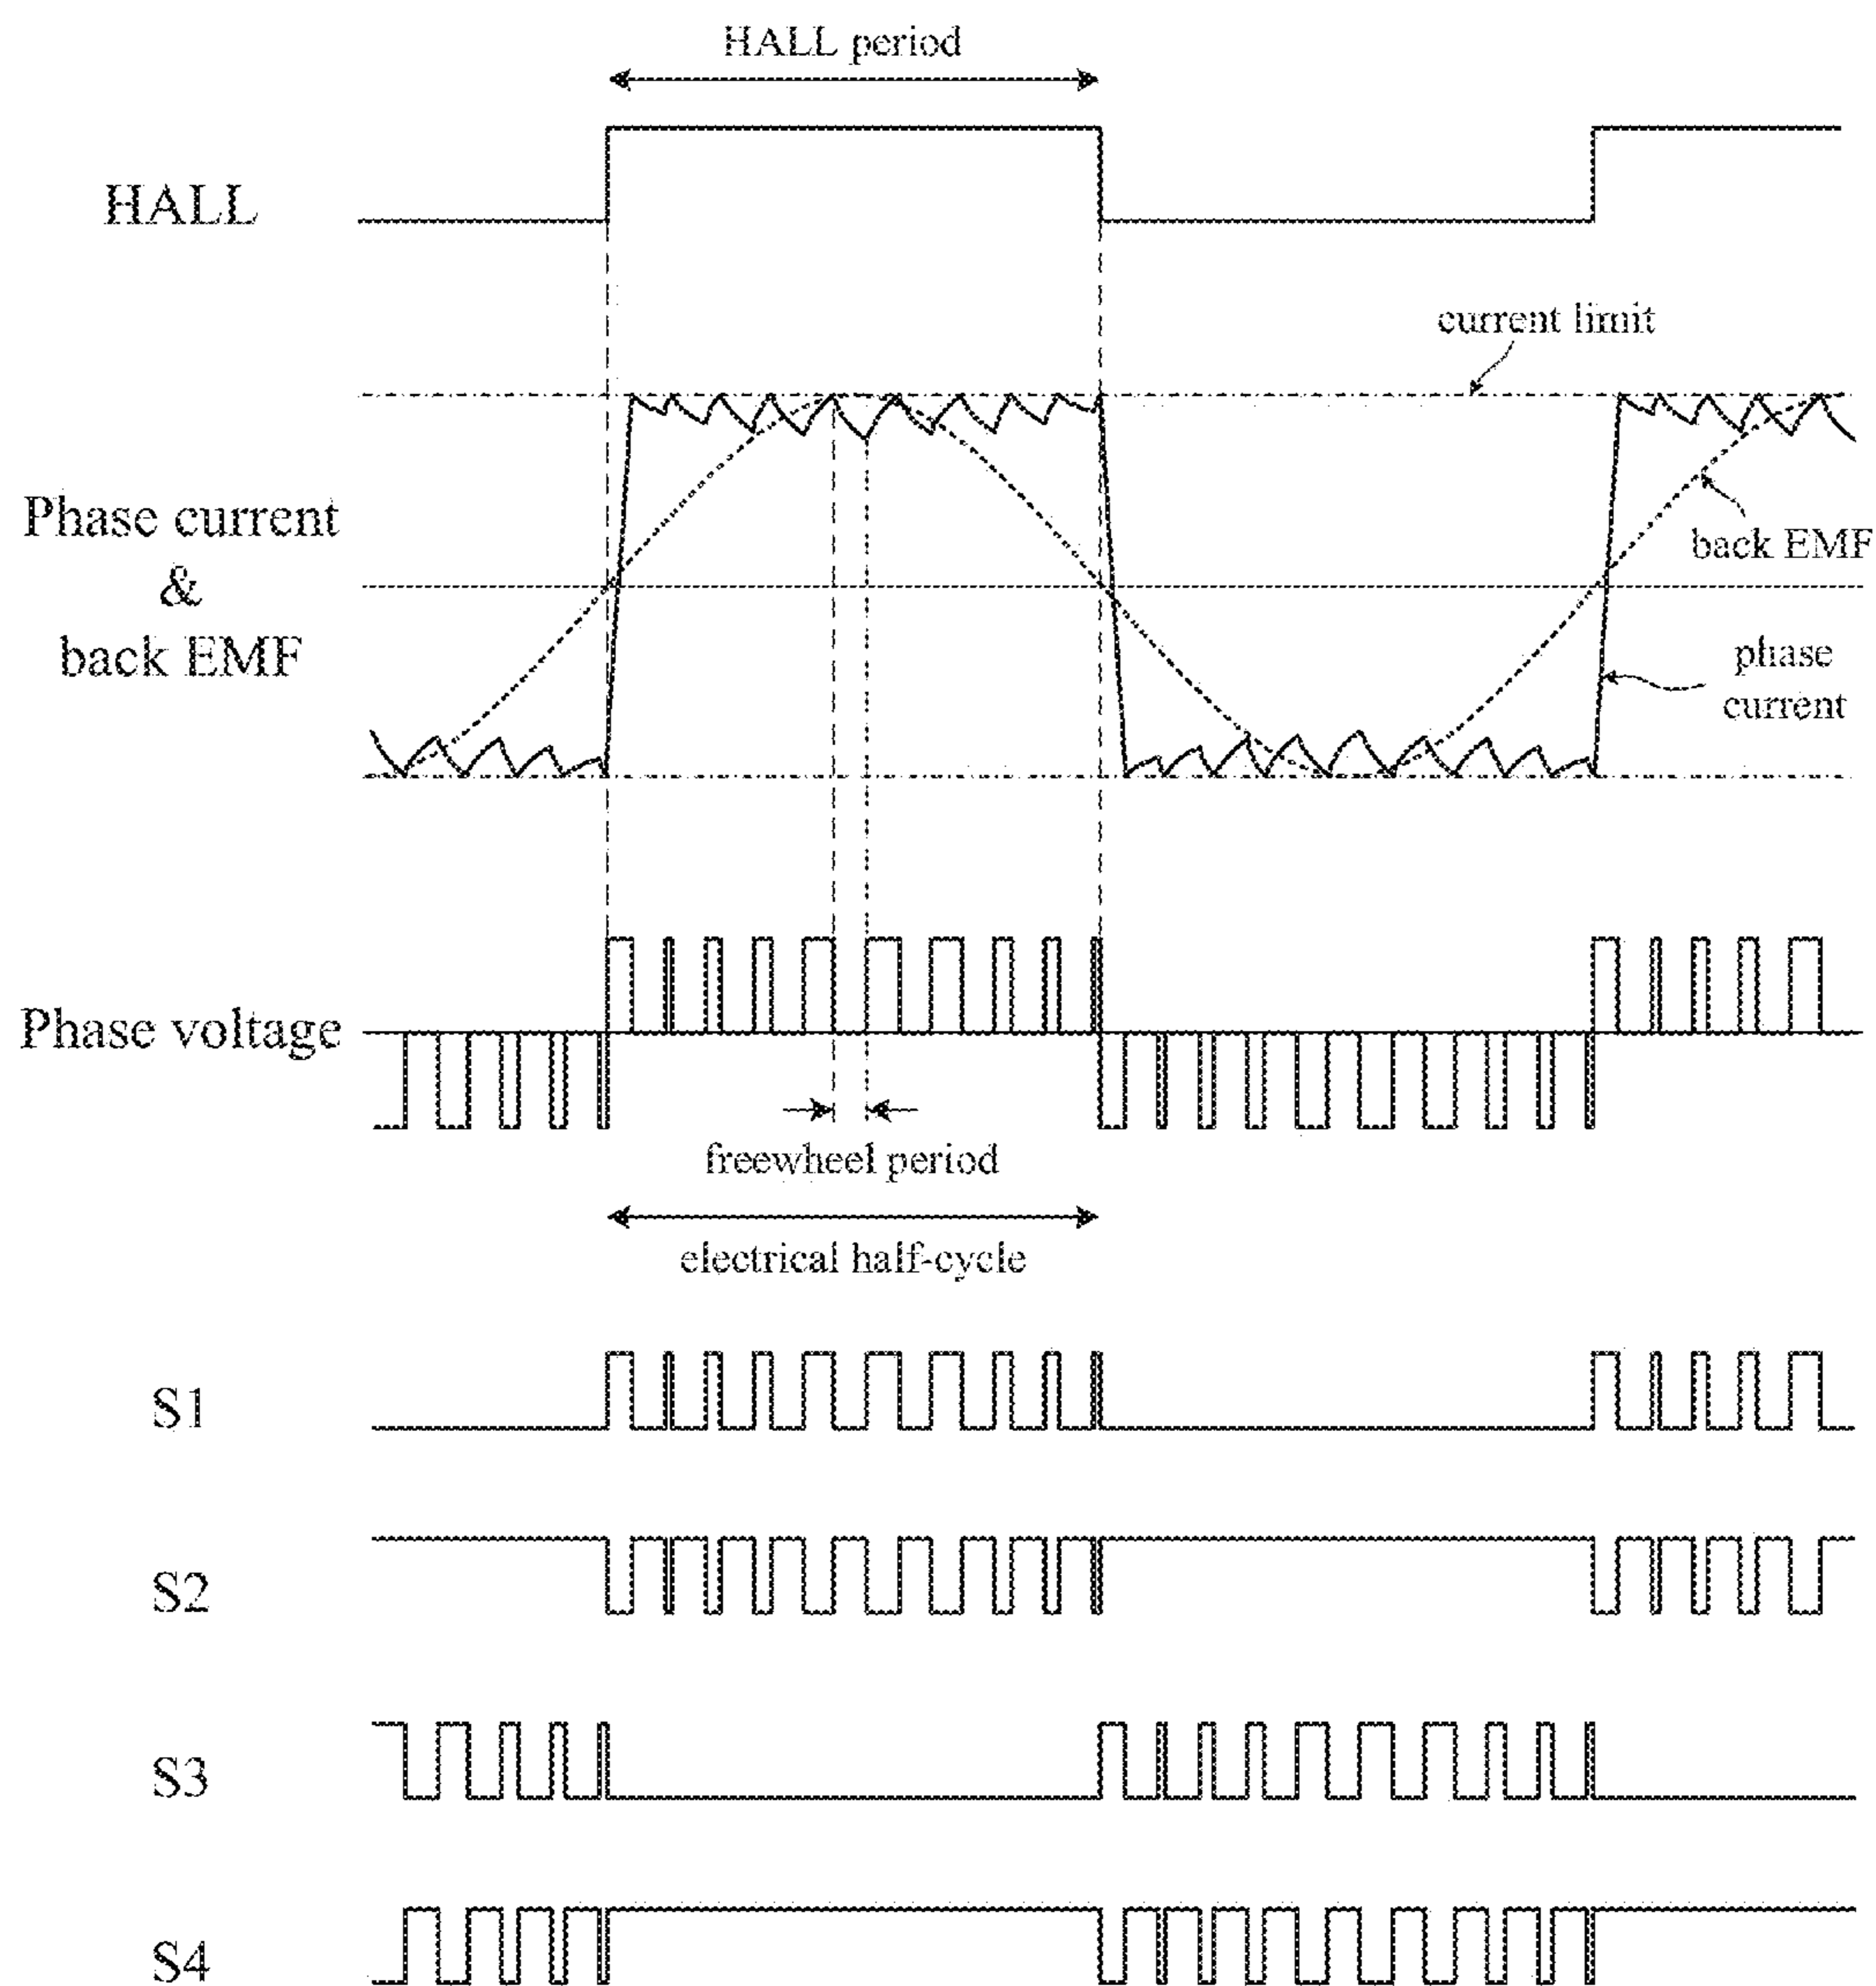 HALL period
HALL
current limit
Phase current
&
back EMF
back EMF
phase
current
Phase voltage
freewheel period
electrical half-cycle
S1
S2
S3
S4